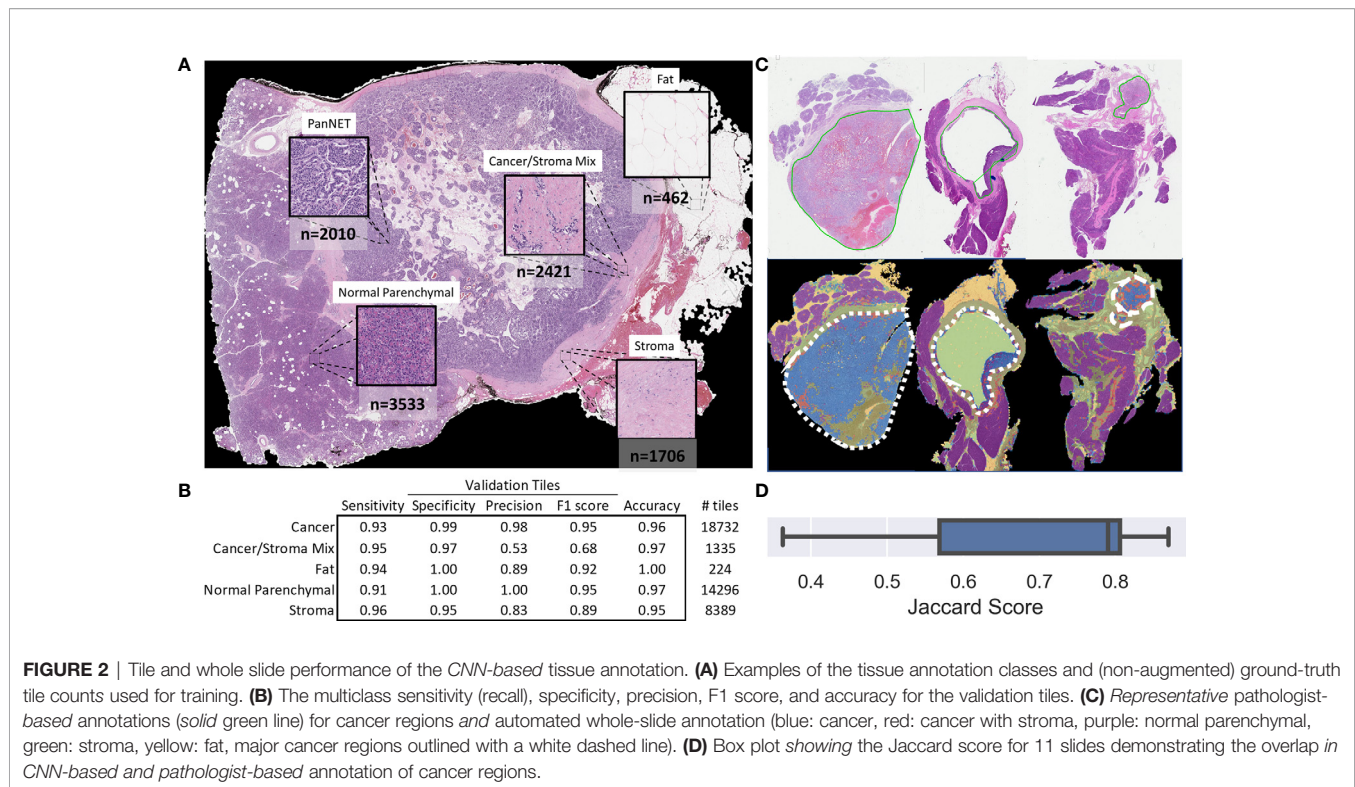 A
PanNET
n=2010
Cancer/Stroma Mix
n=2421
Fat
n=462
Normal Parenchymal
n=3533
Stroma
n=1706
C
B
Validation Tiles
Sensitivity Specificity Precision F1 score Accuracy # tiles
Cancer 0.93 0.99 0.98 0.95 0.96 18732
Cancer/Stroma Mix 0.95 0.97 0.53 0.68 0.97 1335
Fat 0.94 1.00 0.89 0.92 1.00 224
Normal Parenchymal 0.91 1.00 1.00 0.95 0.97 14296
Stroma 0.96 0.95 0.83 0.89 0.95 8389
D
0.4 0.5 0.6 0.7 0.8
Jaccard Score
FIGURE 2 | Tile and whole slide performance of the CNN-based tissue annotation. (A) Examples of the tissue annotation classes and (non-augmented) ground-truth
tile counts used for training. (B) The multiclass sensitivity (recall), specificity, precision, F1 score, and accuracy for the validation tiles. (C) Representative pathologist-
based annotations (solid green line) for cancer regions and automated whole-slide annotation (blue: cancer, red: cancer with stroma, purple: normal parenchymal,
green: stroma, yellow: fat, major cancer regions outlined with a white dashed line). (D) Box plot showing the Jaccard score for 11 slides demonstrating the overlap in
CNN-based and pathologist-based annotation of cancer regions.